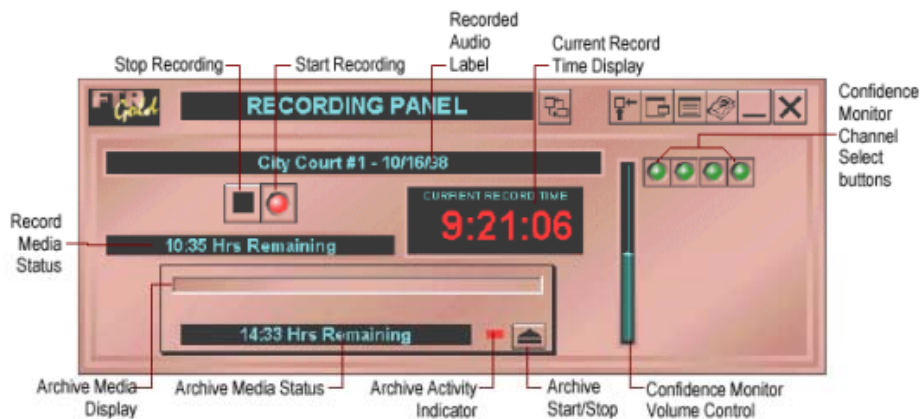 Recorded
Audio
Label
Current Record
Time Display
Stop Recording
Start Recording
Confidence
Monitor
Channel
Select
buttons
FTR
Gold
RECORDING PANEL
City Court #1 - 10/16/98
CURRENT RECORD TIME
9:21:06
Record
Media
Status
10:35 Hrs Remaining
14:33 Hrs Remaining
Archive Media
Display
Archive Media Status
Archive Activity
Indicator
Archive
Start/Stop
Confidence Monitor
Volume Control